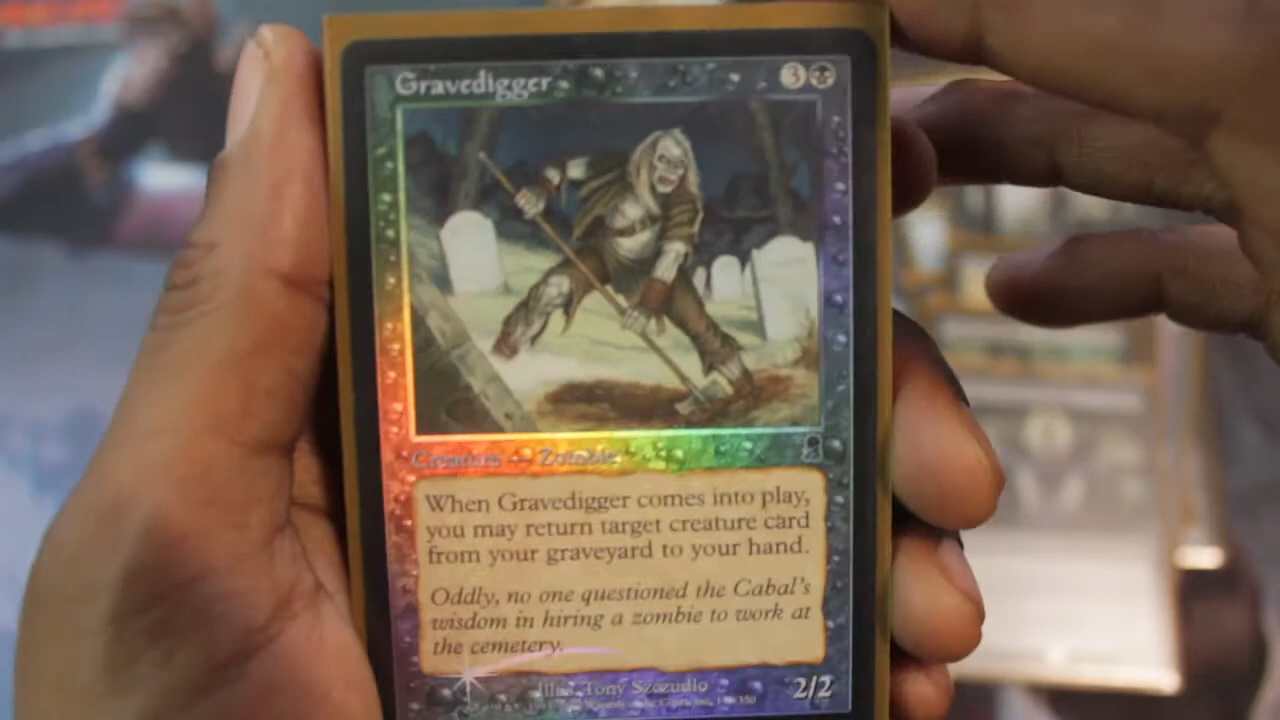 Gravedigger 3
Creature — Zombie
When Gravedigger comes into play,
you may return target creature card
from your graveyard to your hand.
Oddly, no one questioned the Cabal's
wisdom in hiring a zombie to work at
the cemetery.
Illus. Tony Szczudlo
2/2